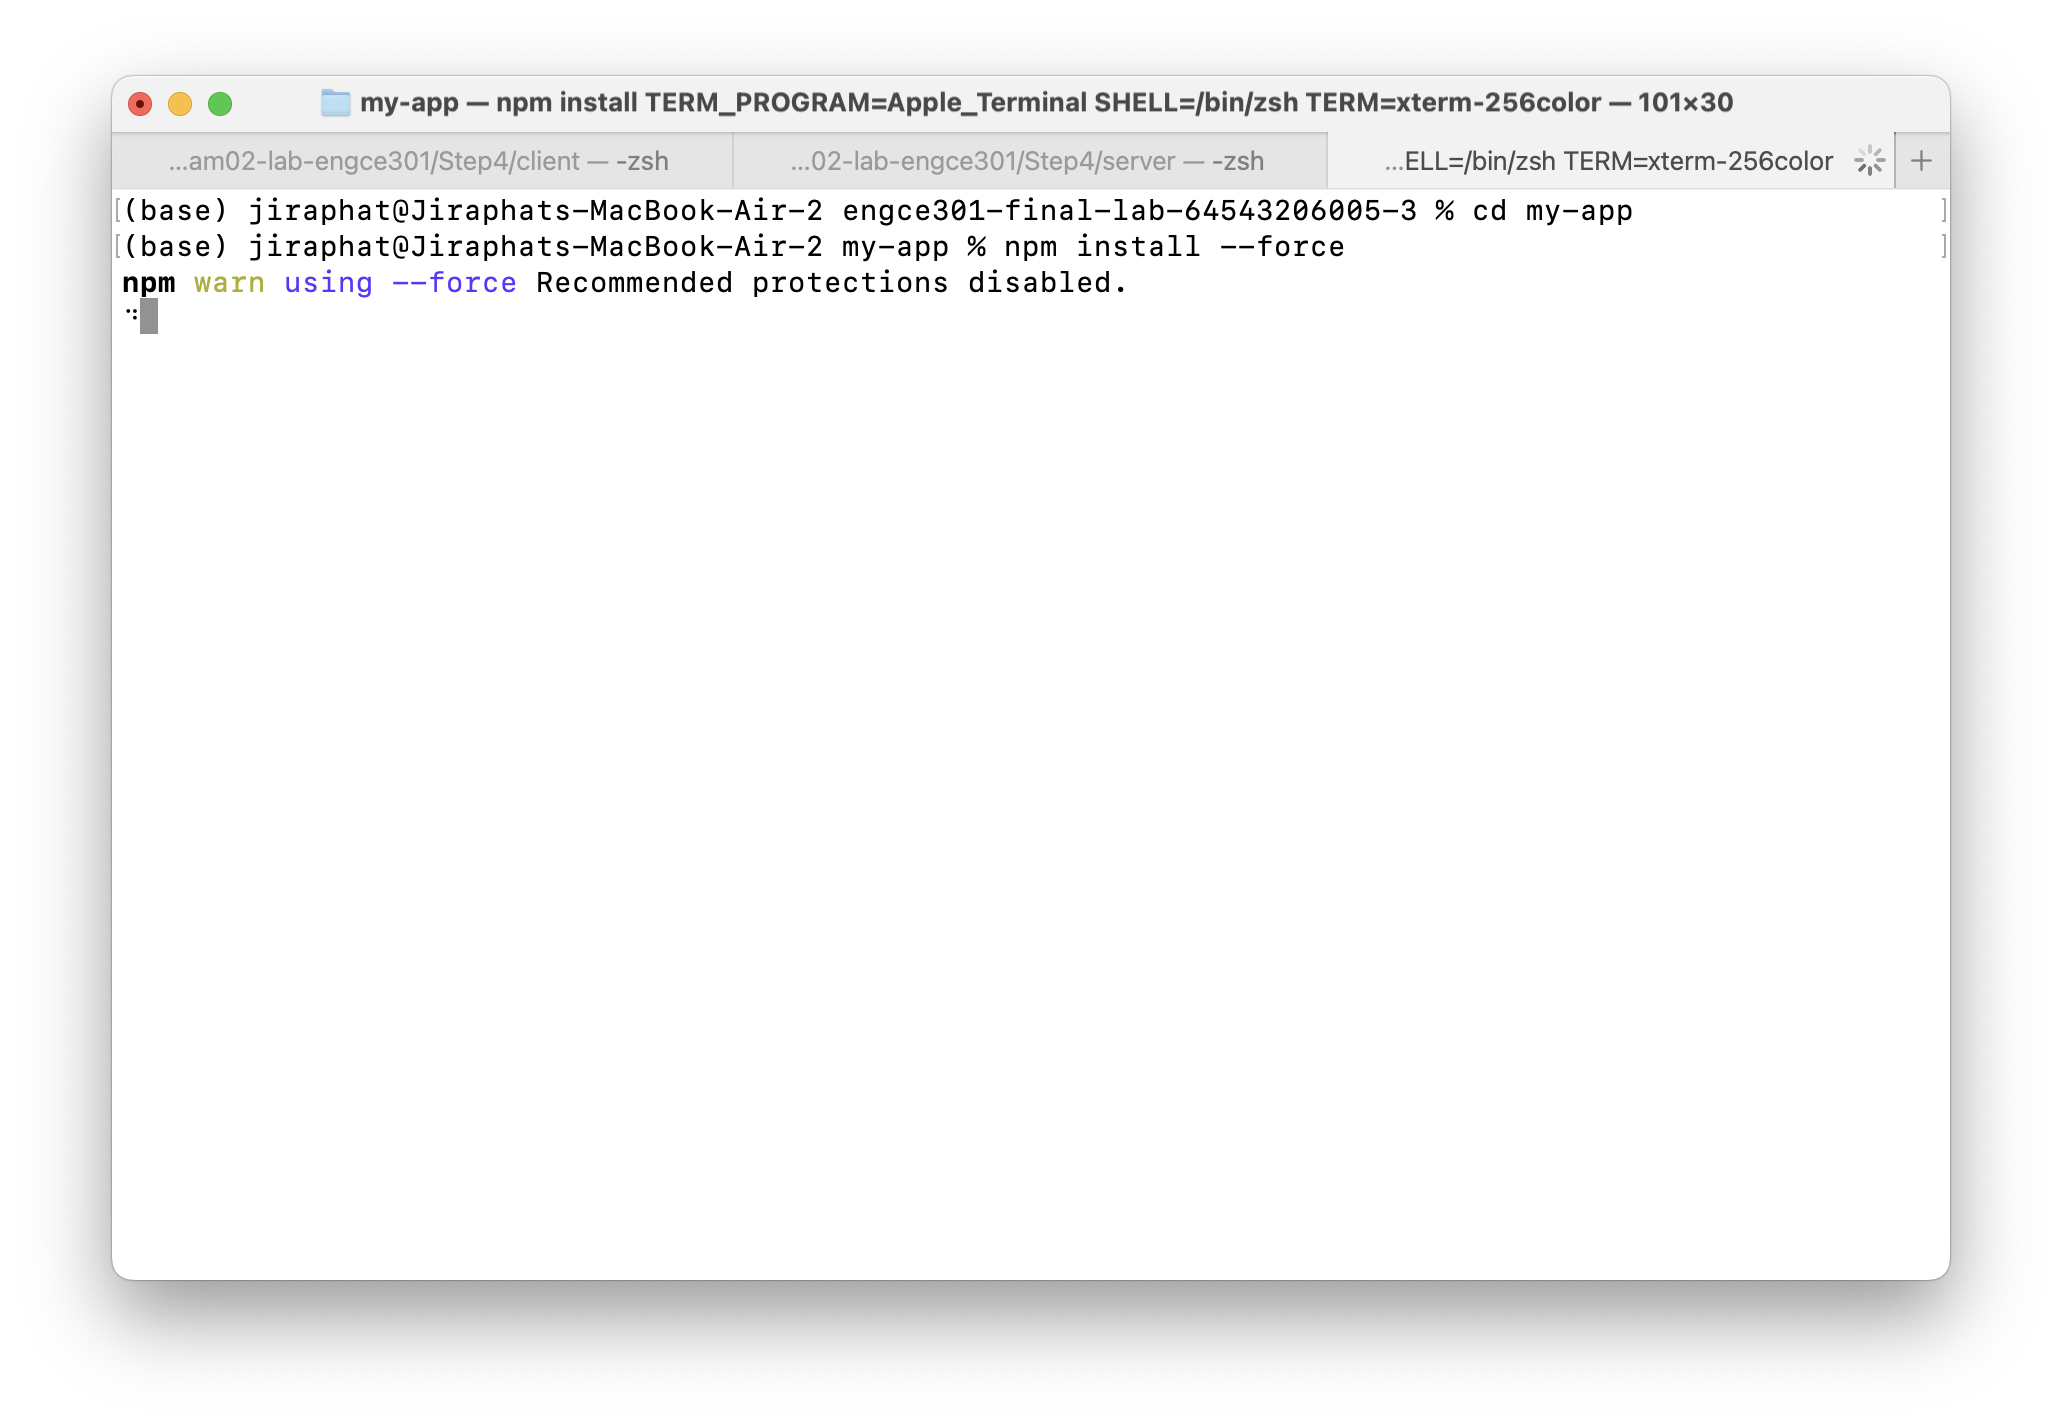 my-app — npm install TERM_PROGRAM=Apple_Terminal SHELL=/bin/zsh TERM=xterm-256color — 101×30
...am02-lab-engce301/Step4/client — -zsh
...02-lab-engce301/Step4/server — -zsh
...ELL=/bin/zsh TERM=xterm-256color
+
[(base) jiraphat@Jiraphats-MacBook-Air-2 engce301-final-lab-64543206005-3 % cd my-app ]
[(base) jiraphat@Jiraphats-MacBook-Air-2 my-app % npm install --force ]
npm warn using --force Recommended protections disabled.